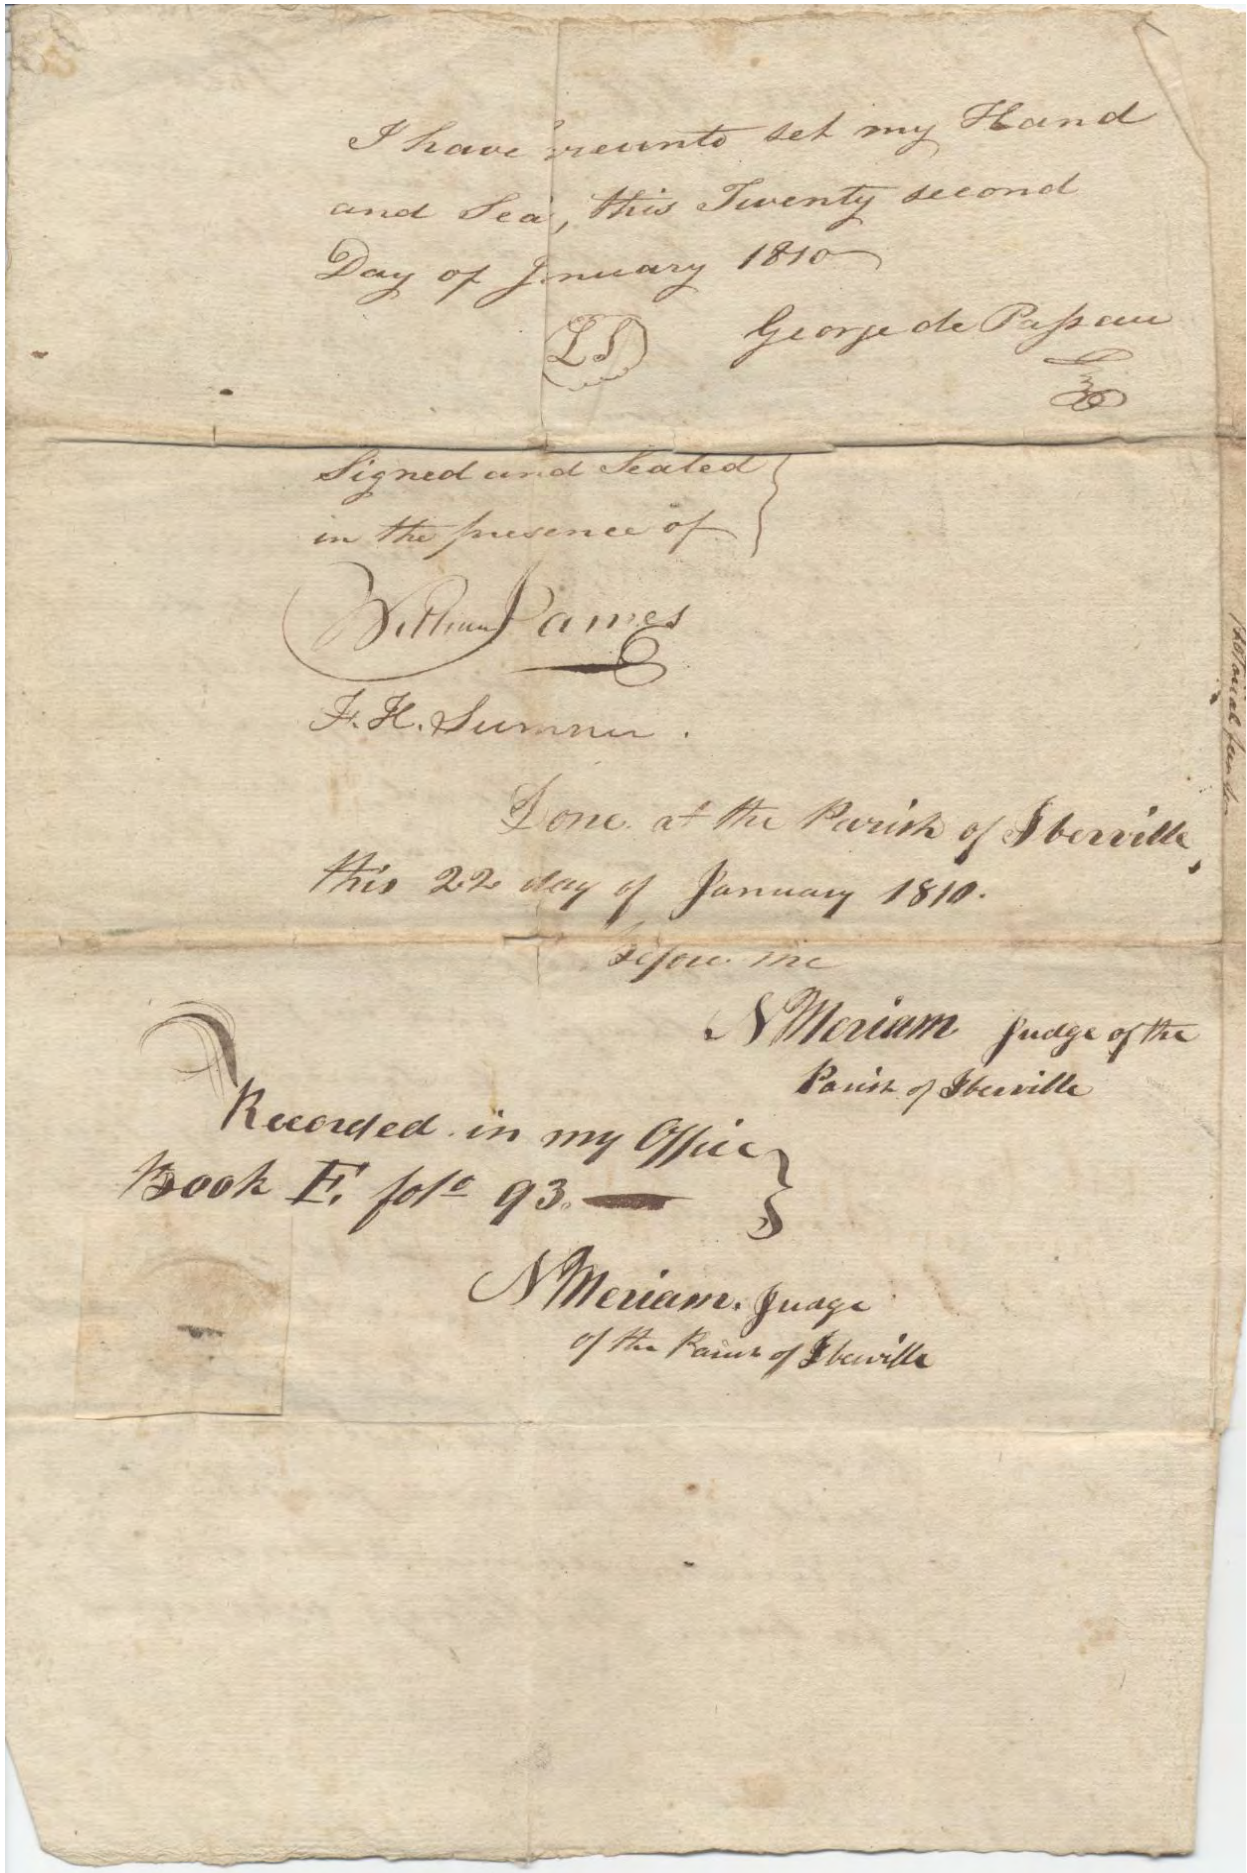 I have hereunto set my Hand
and Seal, this Twenty second
Day of January 1810
LS George de Passau
Signed and Sealed
in the presence of
William James
F. H. Sumner.
Done at the Parish of Iberville,
this 22 day of January 1810.
Before me
N Meriam Judge of the
Parish of Iberville
Recorded in my Office
Book F. folo 93.
N Meriam. Judge
of the Parish of Iberville